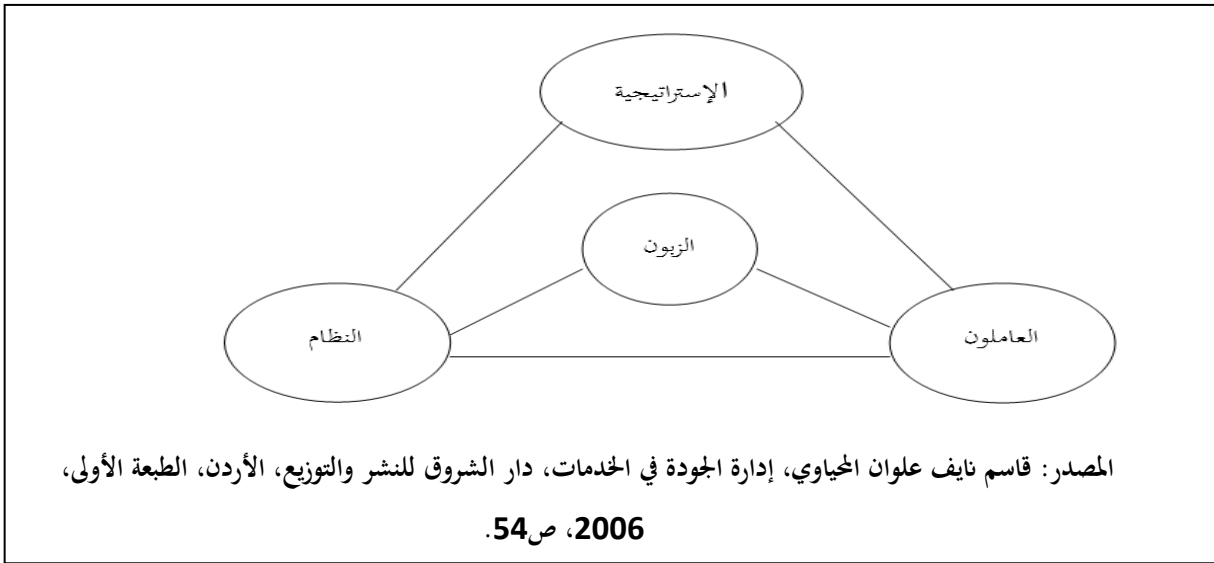 الإستراتيجية
الزبون
العاملون
النظام
المصدر: قاسم نايف علوان المحياوي، إدارة الجودة في الخدمات، دار الشروق للنشر والتوزيع، الأردن، الطبعة الأولى،
2006، ص54.